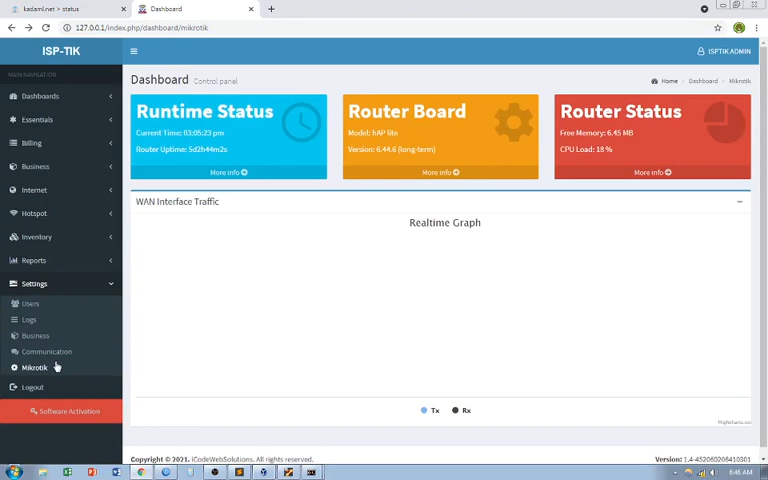 kadaml.net > status
Dashboard
127.0.0.1/index.php/dashboard/mikrotik
ISP-TIK
ISPTIK ADMIN
MAIN NAVIGATION
Dashboards
Essentials
Billing
Business
Internet
Hotspot
Inventory
Reports
Settings
Users
Logs
Business
Communication
Mikrotik
Logout
Software Activation
Dashboard Control panel
Home > Dashboard > Mikrotik
Runtime Status
Current Time: 03:05:23 pm
Router Uptime: 5d2h44m2s
More info
Router Board
Model: hAP lite
Version: 6.44.6 (long-term)
More info
Router Status
Free Memory: 6.45 MB
CPU Load: 18 %
More info
WAN Interface Traffic
Realtime Graph
Tx Rx
Highcharts.com
Copyright © 2021. iCodeWebSolutions. All rights reserved.
Version: 1.4-452060206410301
6:46 AM